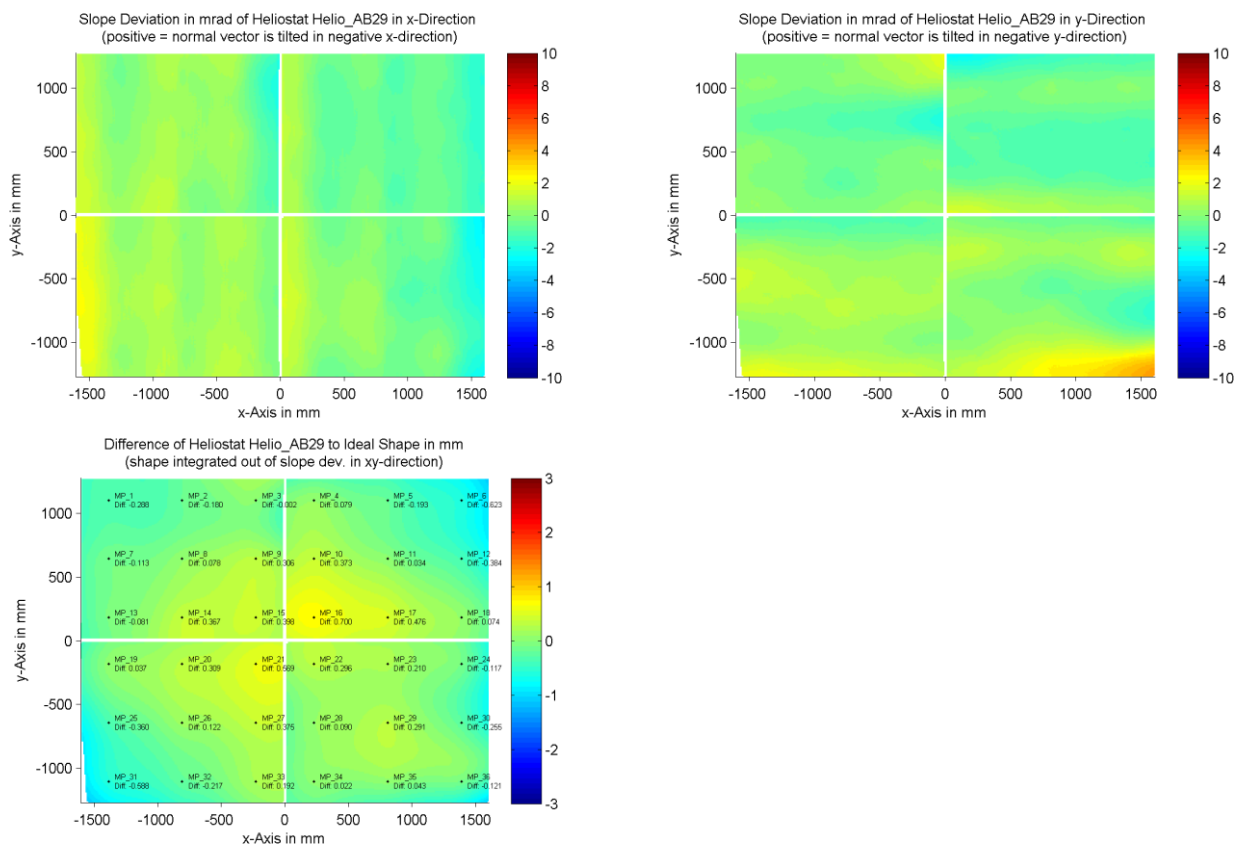 Slope Deviation in mrad of Heliostat Helio_AB29 in x-Direction
(positive = normal vector is tilted in negative x-direction)
1000
500
0
-500
-1000
y-Axis in mm
-1500 -1000 -500 0 500 1000 1500
x-Axis in mm
10
8
6
4
2
0
-2
-4
-6
-8
-10
Slope Deviation in mrad of Heliostat Helio_AB29 in y-Direction
(positive = normal vector is tilted in negative y-direction)
1000
500
0
-500
-1000
y-Axis in mm
-1500 -1000 -500 0 500 1000 1500
x-Axis in mm
10
8
6
4
2
0
-2
-4
-6
-8
-10
Difference of Heliostat Helio_AB29 to Ideal Shape in mm
(shape integrated out of slope dev. in xy-direction)
MP_1 MP_2 MP_3 MP_4 MP_5 MP_6
Diff: -0.288 Diff: -0.180 Diff: -0.002 Diff: 0.079 Diff: -0.193 Diff: -0.623
MP_7 MP_8 MP_9 MP_10 MP_11 MP_12
Diff: -0.113 Diff: 0.078 Diff: 0.306 Diff: 0.373 Diff: 0.034 Diff: -0.384
MP_13 MP_14 MP_15 MP_16 MP_17 MP_18
Diff: -0.081 Diff: 0.367 Diff: 0.398 Diff: 0.700 Diff: 0.476 Diff: 0.074
MP_19 MP_20 MP_21 MP_22 MP_23 MP_24
Diff: 0.037 Diff: 0.309 Diff: 0.569 Diff: 0.296 Diff: 0.210 Diff: -0.117
MP_25 MP_26 MP_27 MP_28 MP_29 MP_30
Diff: -0.360 Diff: 0.122 Diff: 0.375 Diff: 0.090 Diff: 0.291 Diff: -0.255
MP_31 MP_32 MP_33 MP_34 MP_35 MP_36
Diff: -0.588 Diff: -0.217 Diff: 0.192 Diff: 0.022 Diff: 0.043 Diff: -0.121
1000
500
0
-500
-1000
y-Axis in mm
-1500 -1000 -500 0 500 1000 1500
x-Axis in mm
3
2
1
0
-1
-2
-3